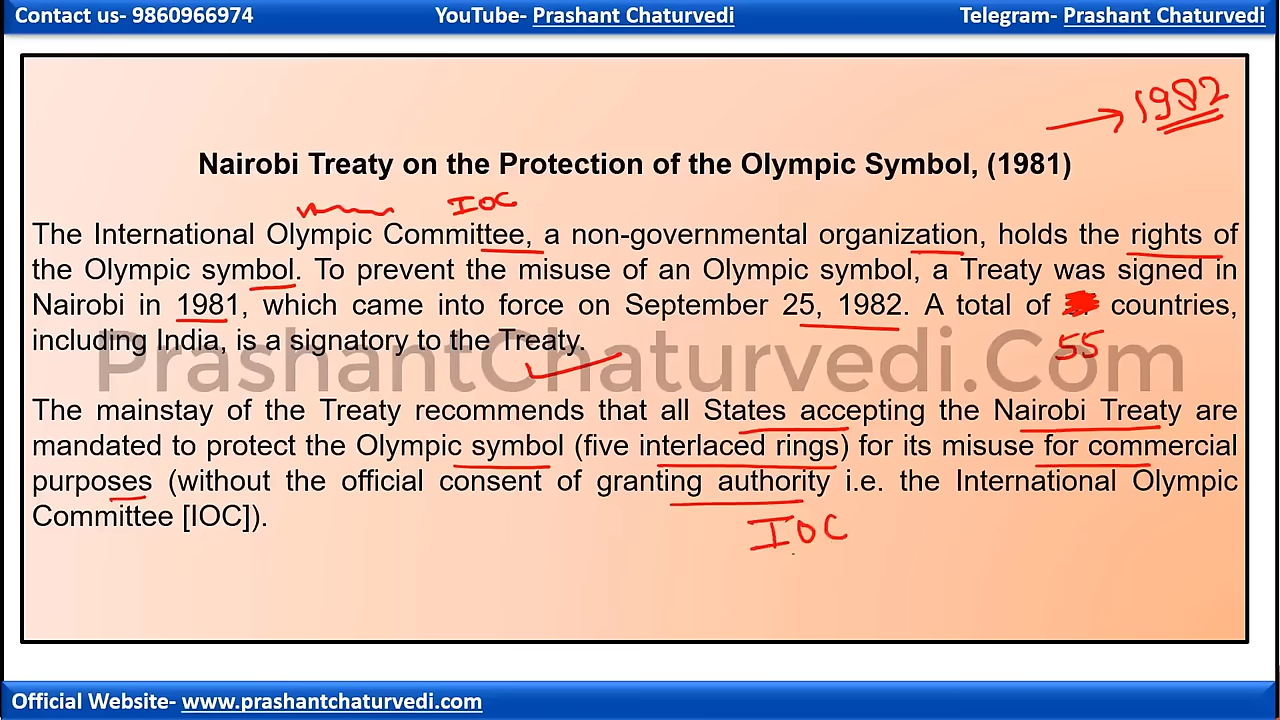 Contact us- 9860966974 YouTube- Prashant Chaturvedi Telegram- Prashant Chaturvedi
→ 1982
Nairobi Treaty on the Protection of the Olympic Symbol, (1981)
IOC
The International Olympic Committee, a non-governmental organization, holds the rights of
the Olympic symbol. To prevent the misuse of an Olympic symbol, a Treaty was signed in
Nairobi in 1981, which came into force on September 25, 1982. A total of countries,
55
including India, is a signatory to the Treaty.
PrashantChaturvedi.Com
The mainstay of the Treaty recommends that all States accepting the Nairobi Treaty are
mandated to protect the Olympic symbol (five interlaced rings) for its misuse for commercial
purposes (without the official consent of granting authority i.e. the International Olympic
Committee [IOC]).
IOC
Official Website- www.prashantchaturvedi.com